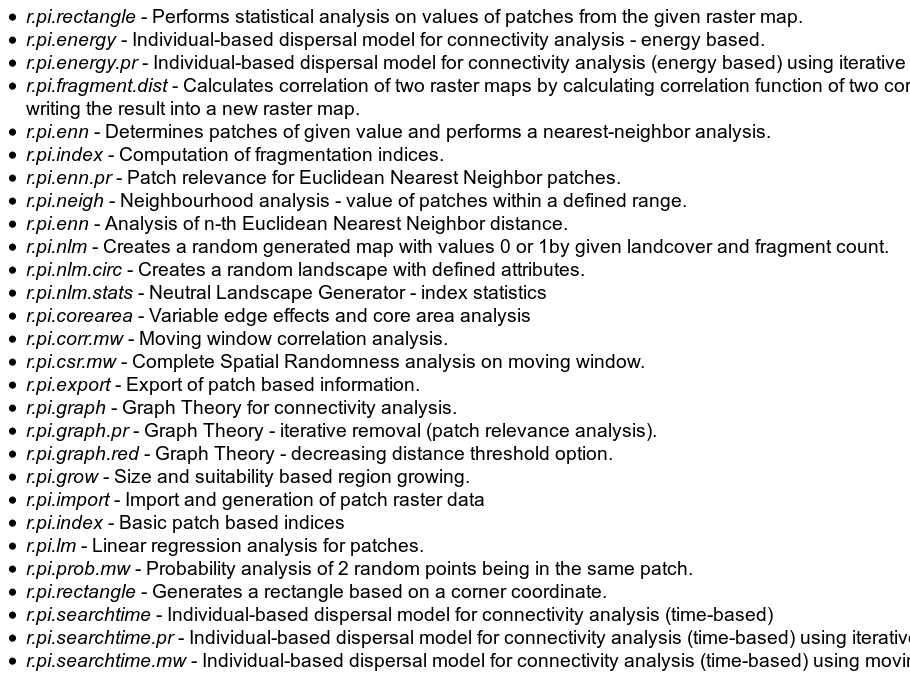 • r.pi.rectangle - Performs statistical analysis on values of patches from the given raster map.
• r.pi.energy - Individual-based dispersal model for connectivity analysis - energy based.
• r.pi.energy.pr - Individual-based dispersal model for connectivity analysis (energy based) using iterative
• r.pi.fragment.dist - Calculates correlation of two raster maps by calculating correlation function of two
writing the result into a new raster map.
• r.pi.enn - Determines patches of given value and performs a nearest-neighbor analysis.
• r.pi.index - Computation of fragmentation indices.
• r.pi.enn.pr - Patch relevance for Euclidean Nearest Neighbor patches.
• r.pi.neigh - Neighbourhood analysis - value of patches within a defined range.
• r.pi.enn - Analysis of n-th Euclidean Nearest Neighbor distance.
• r.pi.nlm - Creates a random generated map with values 0 or 1by given landcover and fragment count.
• r.pi.nlm.circ - Creates a random landscape with defined attributes.
• r.pi.nlm.stats - Neutral Landscape Generator - index statistics
• r.pi.corearea - Variable edge effects and core area analysis
• r.pi.corr.mw - Moving window correlation analysis.
• r.pi.csr.mw - Complete Spatial Randomness analysis on moving window.
• r.pi.export - Export of patch based information.
• r.pi.graph - Graph Theory for connectivity analysis.
• r.pi.graph.pr - Graph Theory - iterative removal (patch relevance analysis).
• r.pi.graph.red - Graph Theory - decreasing distance threshold option.
• r.pi.grow - Size and suitability based region growing.
• r.pi.import - Import and generation of patch raster data
• r.pi.index - Basic patch based indices
• r.pi.lm - Linear regression analysis for patches.
• r.pi.prob.mw - Probability analysis of 2 random points being in the same patch.
• r.pi.rectangle - Generates a rectangle based on a corner coordinate.
• r.pi.searchtime - Individual-based dispersal model for connectivity analysis (time-based)
• r.pi.searchtime.pr - Individual-based dispersal model for connectivity analysis (time-based) using
• r.pi.searchtime.mw - Individual-based dispersal model for connectivity analysis (time-based) using